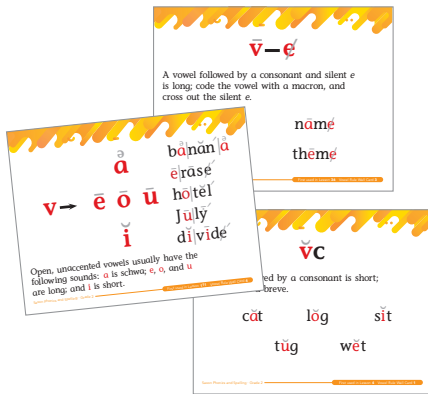 v̄–e̸
A vowel followed by a consonant and silent e
is long; code the vowel with a macron, and
cross out the silent e.
nāme̸
thēme̸
ə
a
v→ ē ō ū
ĭ
bə̇a|năn′|ə̇a
ē|rāse̸′
hō|tĕl′
Jū|lȳ′
dĭ|vīde̸′
Open, unaccented vowels usually have the
following sounds: a is schwa; e, o, and u
are long; and i is short.
v̆c
ed by a consonant is short;
breve.
căt lŏg sĭt
tŭg wĕt